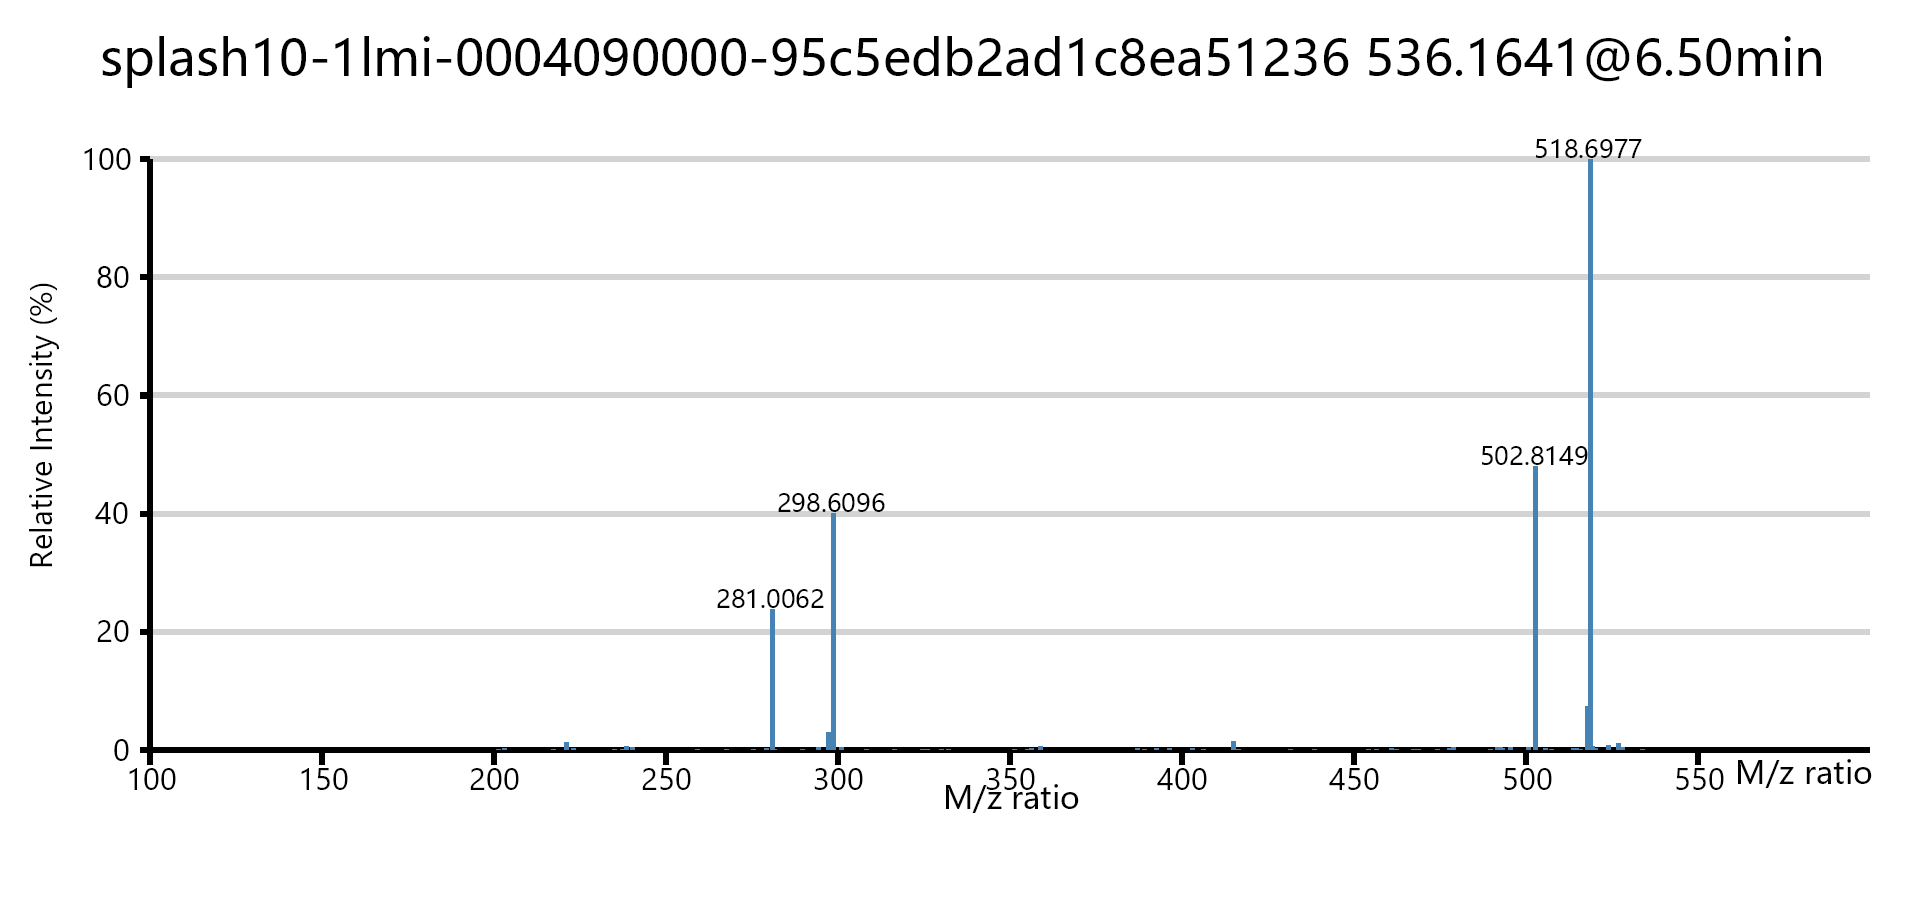 splash10-1lmi-0004090000-95c5edb2ad1c8ea51236 536.1641@6.50min
Relative Intensity (%)
100
80
60
40
20
0
518.6977
502.8149
298.6096
281.0062
100 150 200 250 300 350 400 450 500 550
M/z ratio
M/z ratio